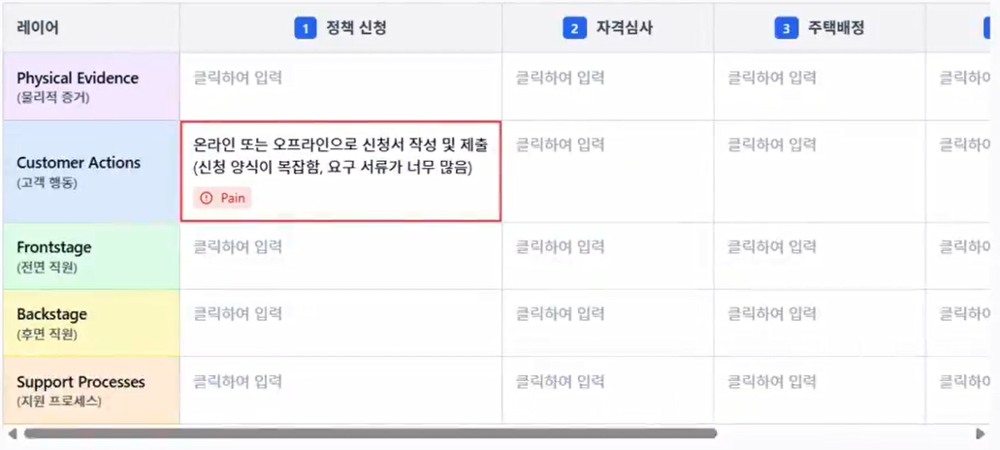 레이어 1 정책 신청 2 자격심사 3 주택배정
Physical Evidence 클릭하여 입력 클릭하여 입력 클릭하여 입력 클릭하여
(물리적 증거)
온라인 또는 오프라인으로 신청서 작성 및 제출 클릭하여 입력 클릭하여 입력 클릭하여
Customer Actions (신청 양식이 복잡함, 요구 서류가 너무 많음)
(고객 행동)
Pain
Frontstage 클릭하여 입력 클릭하여 입력 클릭하여 입력 클릭하여
(전면 직원)
Backstage 클릭하여 입력 클릭하여 입력 클릭하여 입력 클릭하여
(후면 직원)
Support Processes 클릭하여 입력 클릭하여 입력 클릭하여 입력 클릭하여
(지원 프로세스)